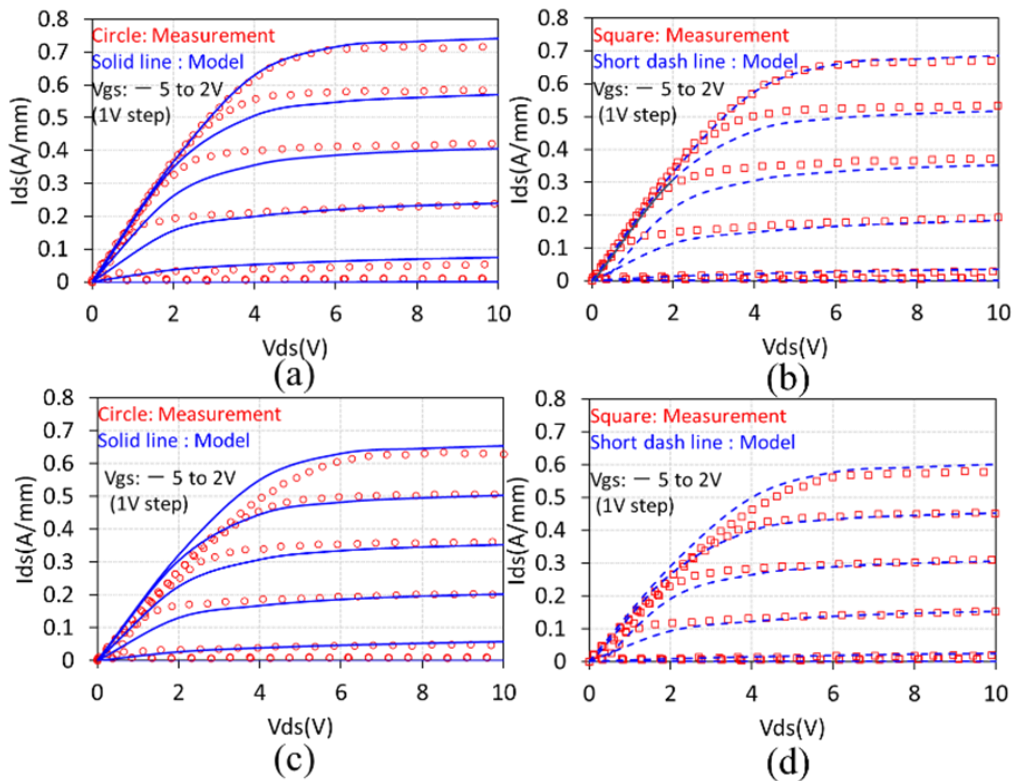 0.8
0.7
0.6
0.5
0.4
0.3
0.2
0.1
0
Ids(A/mm)
Circle: Measurement
Solid line : Model
Vgs: — 5 to 2V
(1V step)
0 2 4 6 8 10
Vds(V)
(a)
0.8
0.7
0.6
0.5
0.4
0.3
0.2
0.1
0
Ids(A/mm)
Square: Measurement
Short dash line : Model
Vgs: — 5 to 2V
(1V step)
0 2 4 6 8 10
Vds(V)
(b)
0.8
0.7
0.6
0.5
0.4
0.3
0.2
0.1
0
Ids(A/mm)
Circle: Measurement
Solid line : Model
Vgs: — 5 to 2V
(1V step)
0 2 4 6 8 10
Vds(V)
(c)
0.8
0.7
0.6
0.5
0.4
0.3
0.2
0.1
0
Ids(A/mm)
Square: Measurement
Short dash line : Model
Vgs: — 5 to 2V
(1V step)
0 2 4 6 8 10
Vds(V)
(d)